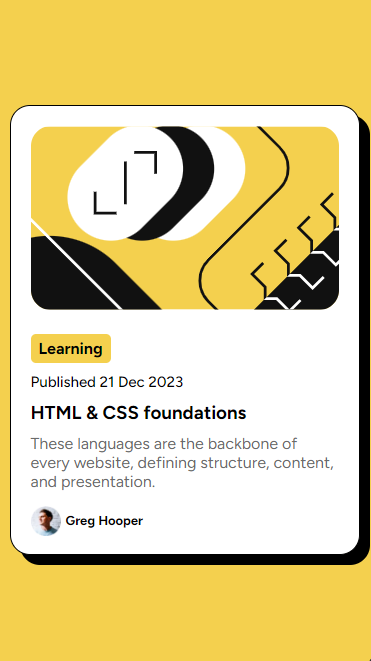 Learning
Published 21 Dec 2023
HTML & CSS foundations
These languages are the backbone of
every website, defining structure, content,
and presentation.
Greg Hooper